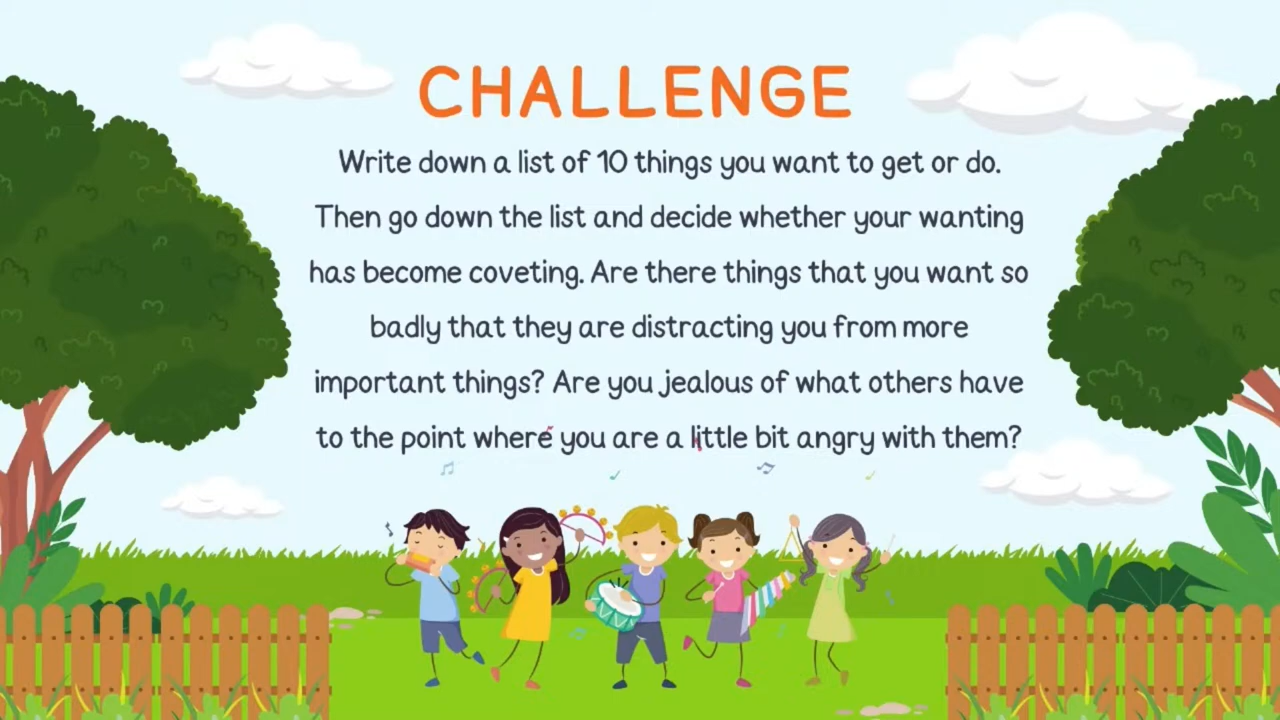 CHALLENGE
Write down a list of 10 things you want to get or do.
Then go down the list and decide whether your wanting
has become coveting. Are there things that you want so
badly that they are distracting you from more
important things? Are you jealous of what others have
to the point where you are a little bit angry with them?